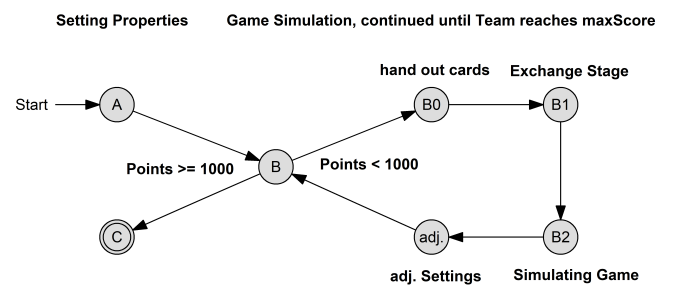 Setting Properties
Game Simulation, continued until Team reaches maxScore
hand out cards
Exchange Stage
Start
A
B0
B1
Points >= 1000
B
Points < 1000
C
adj.
B2
adj. Settings
Simulating Game